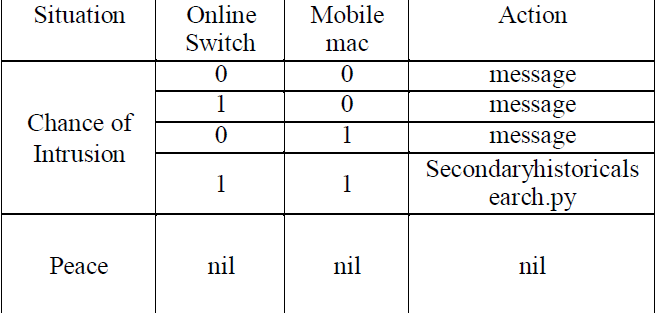 Situation Online Switch Mobile mac Action
Chance of Intrusion
0 0 message
1 0 message
0 1 message
1 1 Secondaryhistoricals
earch.py
Peace nil nil nil